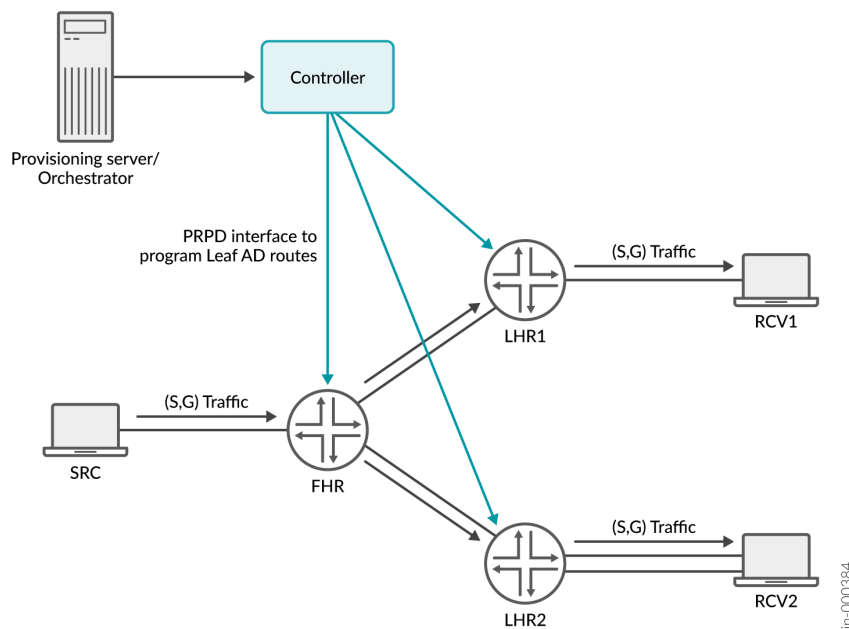 Controller
Provisioning server/
Orchestrator
PRPD interface to
program Leaf AD routes
(S,G) Traffic
LHR1
RCV1
(S,G) Traffic
SRC
FHR
(S,G) Traffic
LHR2
RCV2
jn-000384